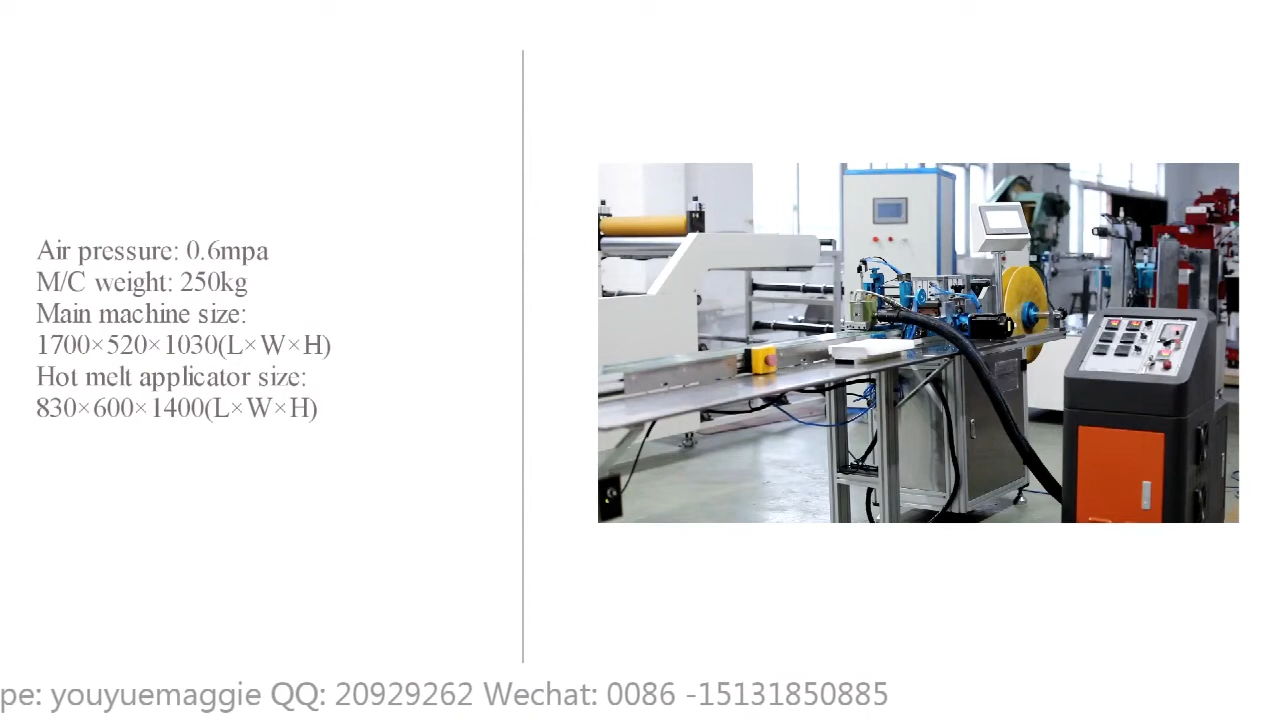 Air pressure: 0.6mpa
M/C weight: 250kg
Main machine size:
1700×520×1030(L×W×H)
Hot melt applicator size:
830×600×1400(L×W×H)
pe: youyuemaggie QQ: 20929262 Wechat: 0086 -15131850885